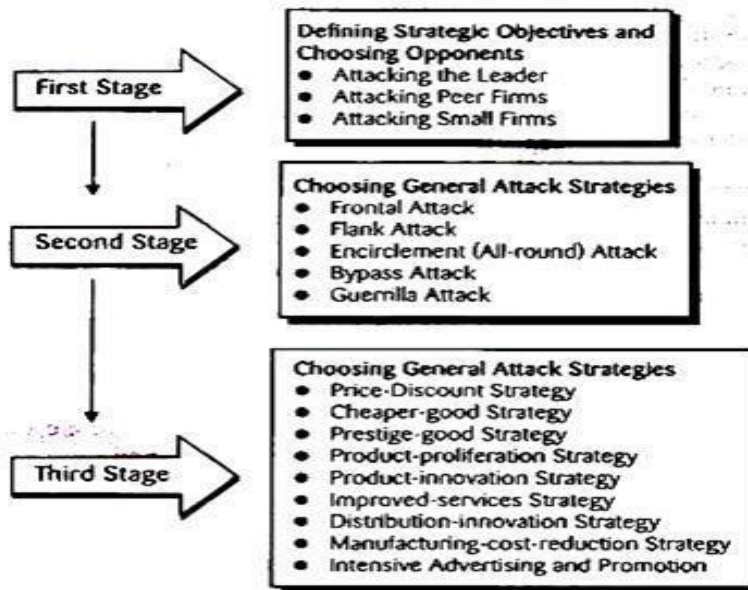 First Stage
Defining Strategic Objectives and
Choosing Opponents
● Attacking the Leader
● Attacking Peer Firms
● Attacking Small Firms
Second Stage
Choosing General Attack Strategies
● Frontal Attack
● Flank Attack
● Encirclement (All-round) Attack
● Bypass Attack
● Guerrilla Attack
Third Stage
Choosing General Attack Strategies
● Price-Discount Strategy
● Cheaper-good Strategy
● Prestige-good Strategy
● Product-proliferation Strategy
● Product-innovation Strategy
● Improved-services Strategy
● Distribution-innovation Strategy
● Manufacturing-cost-reduction Strategy
● Intensive Advertising and Promotion